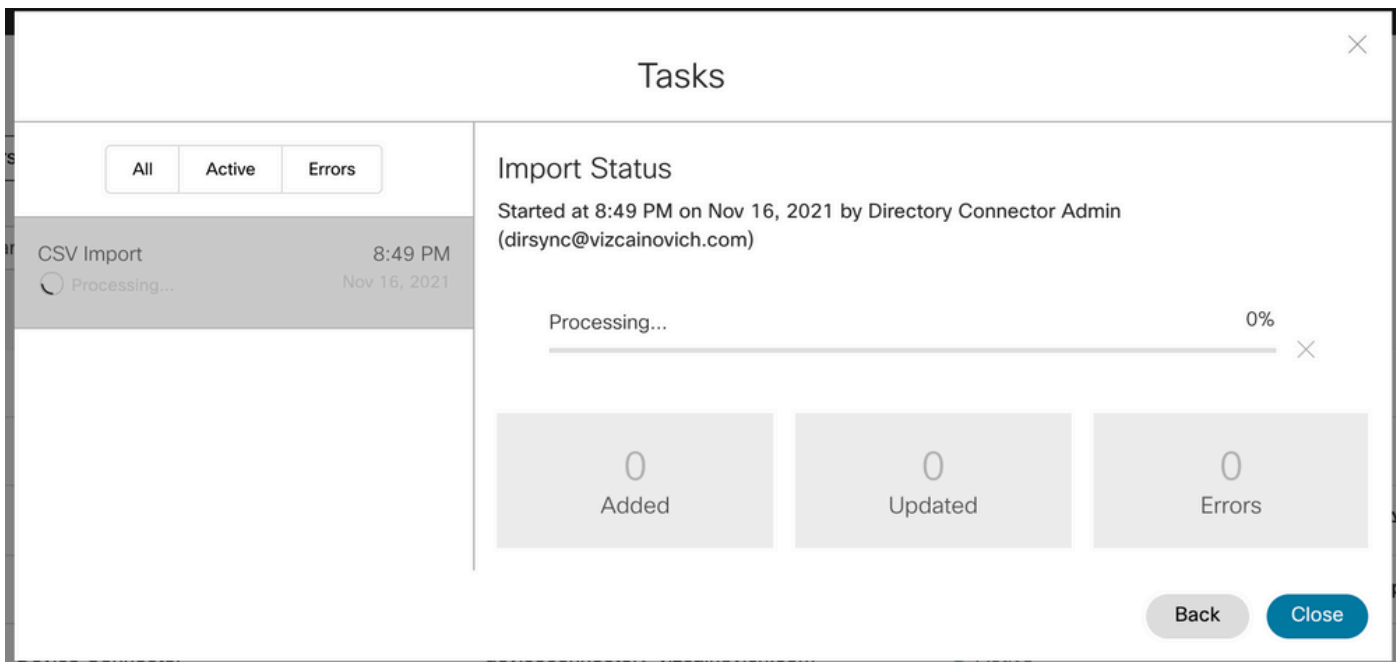 Tasks
All Active Errors
CSV Import 8:49 PM
Processing... Nov 16, 2021
Import Status
Started at 8:49 PM on Nov 16, 2021 by Directory Connector Admin
(dirsync@vizcainovich.com)
Processing... 0%
0 0 0
Added Updated Errors
Back Close